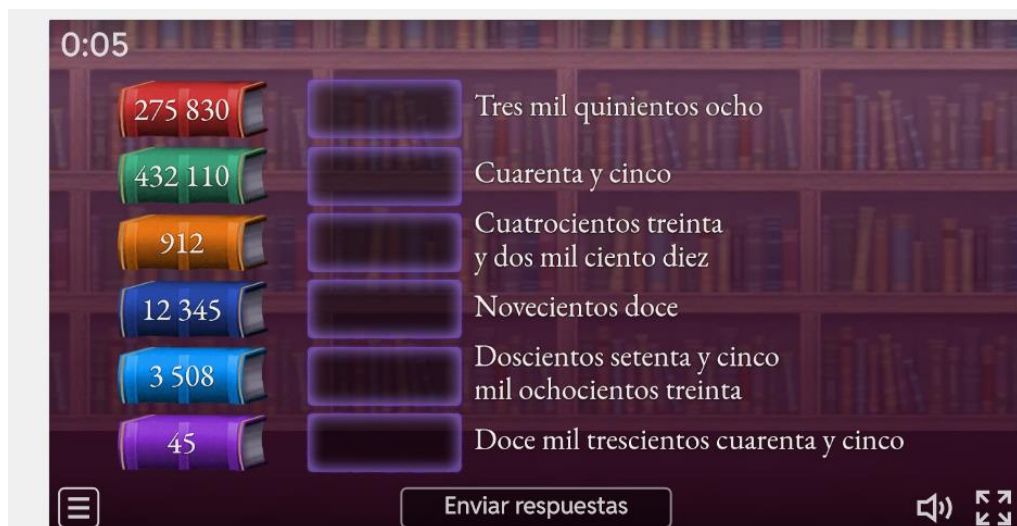 0:05
275 830
Tres mil quinientos ocho
432 110
Cuarenta y cinco
912
Cuatrocientos treinta
y dos mil ciento diez
12 345
Novecientos doce
3 508
Doscientos setenta y cinco
mil ochocientos treinta
45
Doce mil trescientos cuarenta y cinco
Enviar respuestas